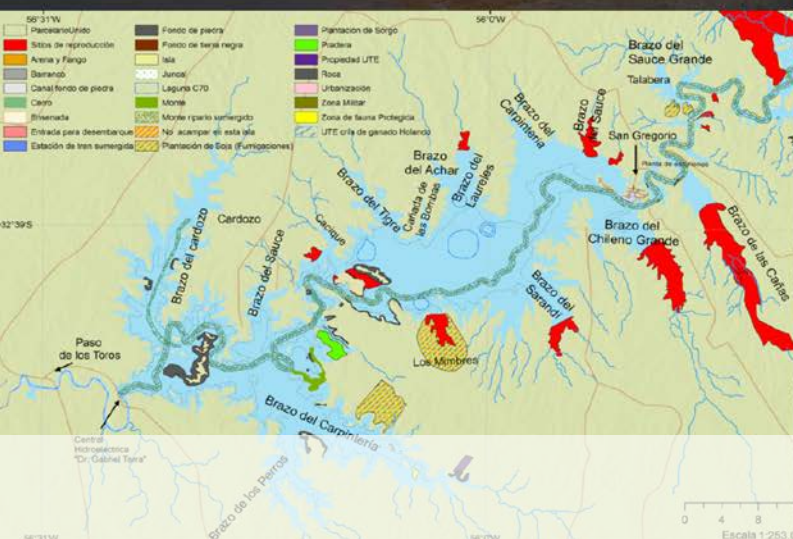 56°31'W
56°0'W
ParcelarioUnido
Sitios de reproducción
Arena y Fango
Barranco
Canal fondo de piedra
Cerro
Ensenada
Entrada para desembarque
Estación de tren sumergida
Fondo de piedra
Fondo de tierra negra
Isla
Juncal
Laguna C70
Monte
Monte ripario sumergido
No acampar en esta isla
Plantación de Soja (Fumigaciones)
Plantación de Sorgo
Pradera
Propiedad UTE
Roca
Urbanización
Zona Militar
Zona de fauna Protegida
UTE cría de ganado Holando
Brazo del
Sauce Grande
Talabera
Brazo del
Carpintería
Brazo
del Sauce
San Gregorio
Planta de esturiones
Brazo
del Achar
Brazo del
Laureles
Cañada de
las Bombas
Brazo del Tigre
Cacique
32°39'S
Cardozo
Brazo del cardozo
Brazo del Sauce
Brazo del
Chileno Grande
Brazo de las Cañas
Brazo del
Sarandí
Los Mimbres
Paso
de los Toros
Brazo del Carpintería
Central
Hidroeléctrica
"Dr. Gabriel Terra"
Brazo de los Perros
0 4 8
56°31'W
56°0'W